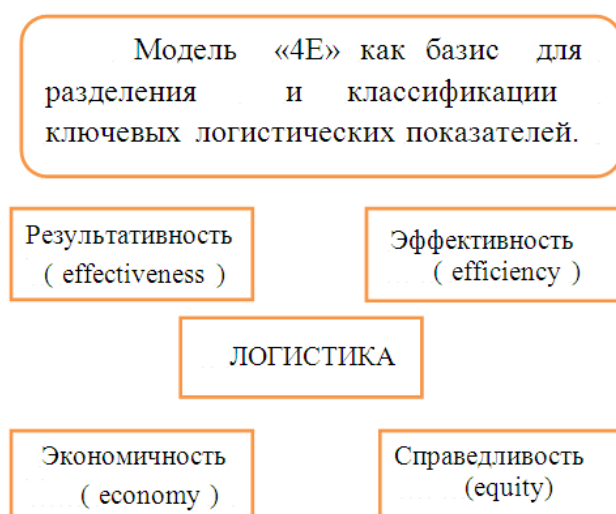 Модель «4Е» как базис для
разделения и классификации
ключевых логистических показателей.
Результативность
( effectiveness )
Эффективность
( efficiency )
ЛОГИСТИКА
Экономичность
( economy )
Справедливость
(equity)